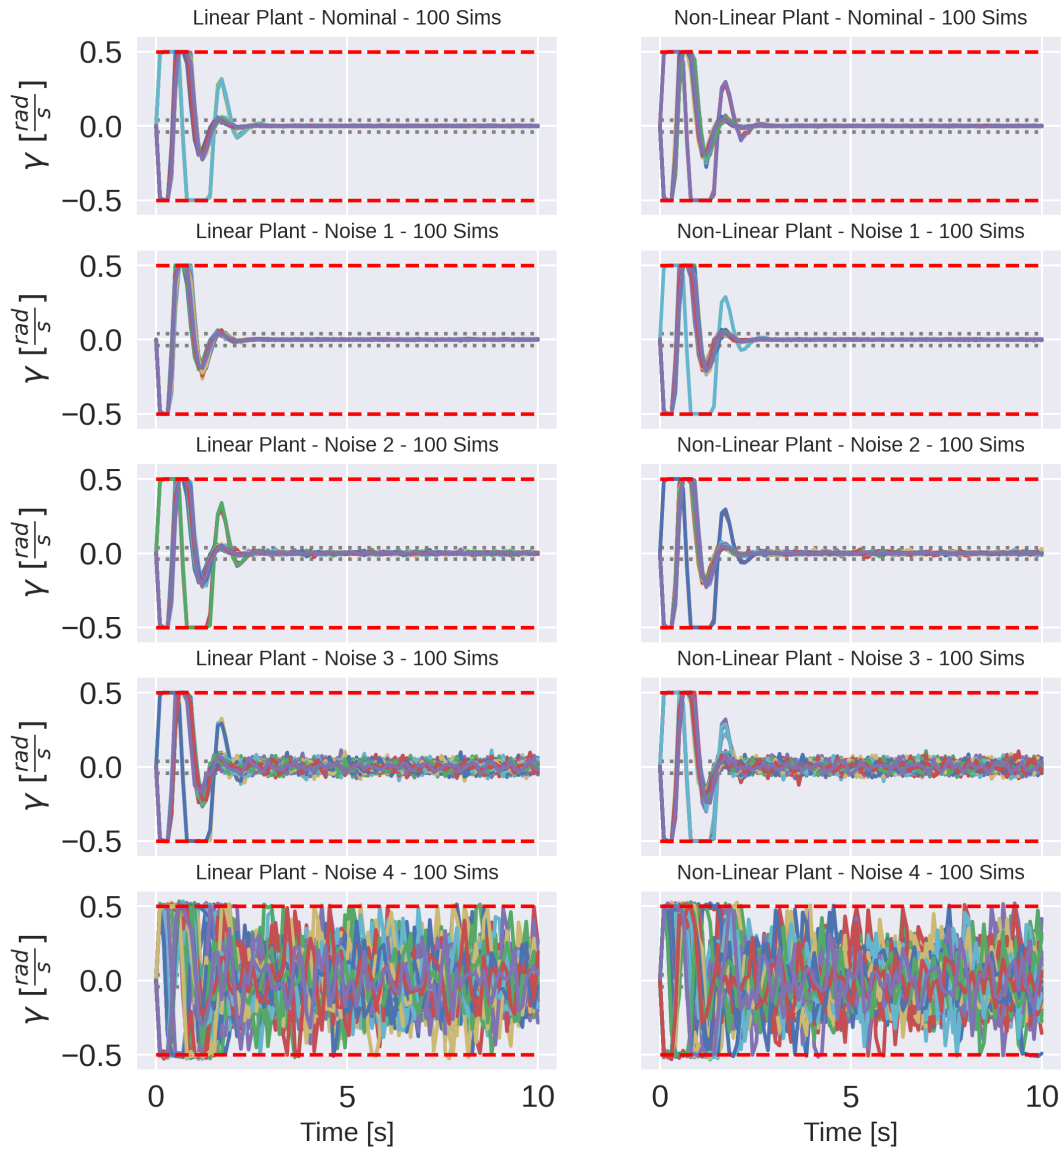 Linear Plant - Nominal - 100 Sims
Non-Linear Plant - Nominal - 100 Sims
0.5
0.0
−0.5
γ [rad/s]
Linear Plant - Noise 1 - 100 Sims
Non-Linear Plant - Noise 1 - 100 Sims
0.5
0.0
−0.5
γ [rad/s]
Linear Plant - Noise 2 - 100 Sims
Non-Linear Plant - Noise 2 - 100 Sims
0.5
0.0
−0.5
γ [rad/s]
Linear Plant - Noise 3 - 100 Sims
Non-Linear Plant - Noise 3 - 100 Sims
0.5
0.0
−0.5
γ [rad/s]
Linear Plant - Noise 4 - 100 Sims
Non-Linear Plant - Noise 4 - 100 Sims
0.5
0.0
−0.5
γ [rad/s]
0 5 10
0 5 10
Time [s]
Time [s]